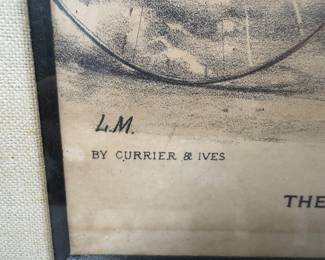 L.M.
BY CURRIER & IVES
THE